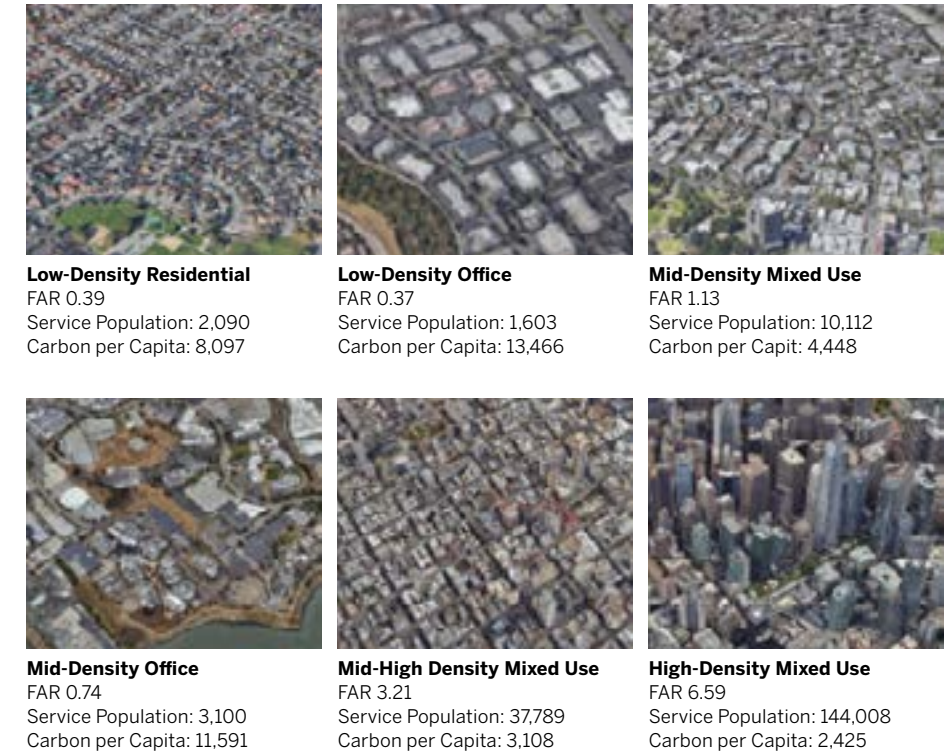 Low-Density Residential
FAR 0.39
Service Population: 2,090
Carbon per Capita: 8,097
Low-Density Office
FAR 0.37
Service Population: 1,603
Carbon per Capita: 13,466
Mid-Density Mixed Use
FAR 1.13
Service Population: 10,112
Carbon per Capit: 4,448
Mid-Density Office
FAR 0.74
Service Population: 3,100
Carbon per Capita: 11,591
Mid-High Density Mixed Use
FAR 3.21
Service Population: 37,789
Carbon per Capita: 3,108
High-Density Mixed Use
FAR 6.59
Service Population: 144,008
Carbon per Capita: 2,425